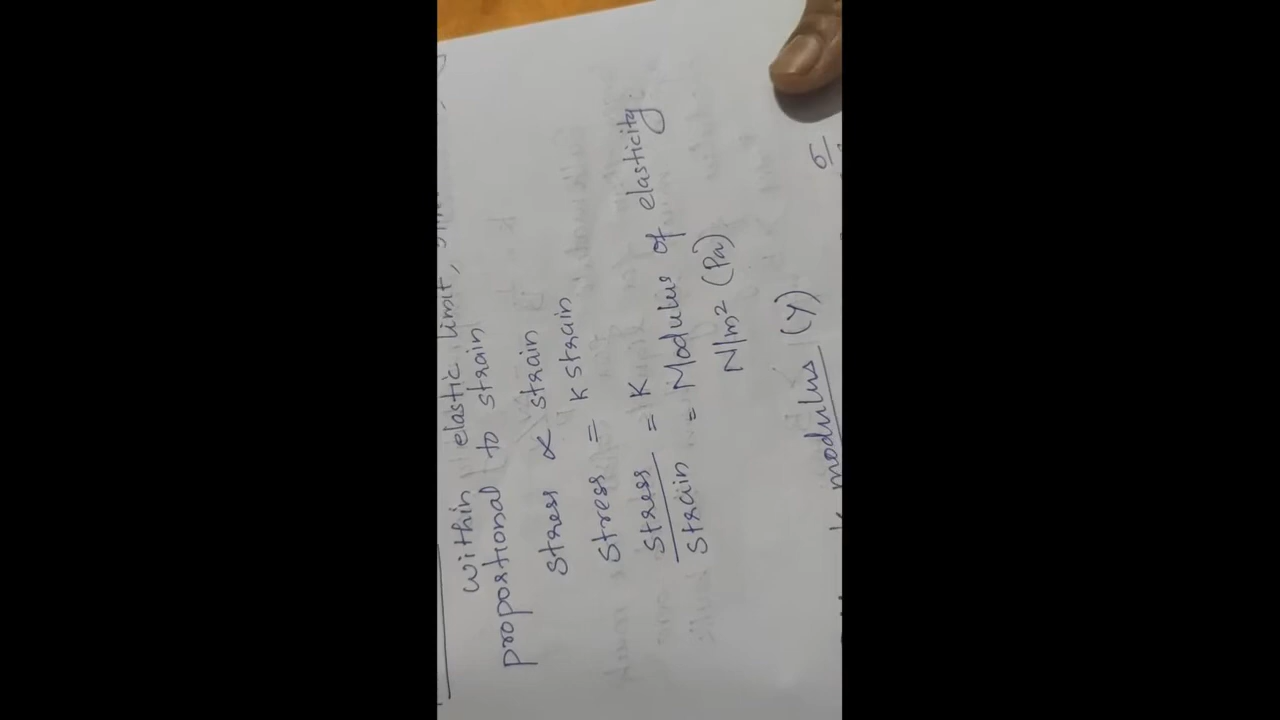 within elastic limit,
proportional to strain
stress ∝ strain
stress = K strain
stress / strain = K
= Modulus of elasticity
N/m² (Pa)
modulus (Y)
σ